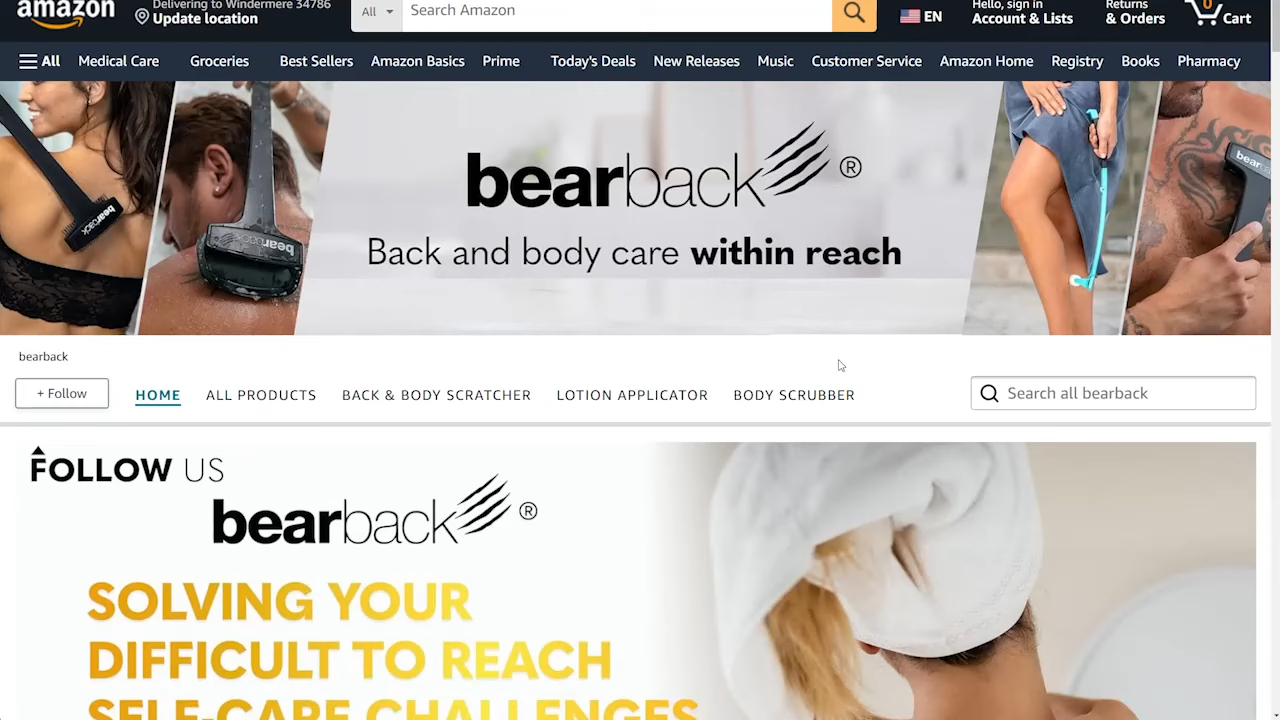 amazon
Delivering to Windermere 34786
Update location
All
Search Amazon
EN
Hello, sign in
Account & Lists
Returns
& Orders
0
Cart
All
Medical Care
Groceries
Best Sellers
Amazon Basics
Prime
Today's Deals
New Releases
Music
Customer Service
Amazon Home
Registry
Books
Pharmacy
bearback
bearback
bearback
bearback®
Back and body care within reach
bearback
+ Follow
HOME
ALL PRODUCTS
BACK & BODY SCRATCHER
LOTION APPLICATOR
BODY SCRUBBER
Search all bearback
FOLLOW US
bearback®
SOLVING YOUR
DIFFICULT TO REACH
SELF-CARE CHALLENGES